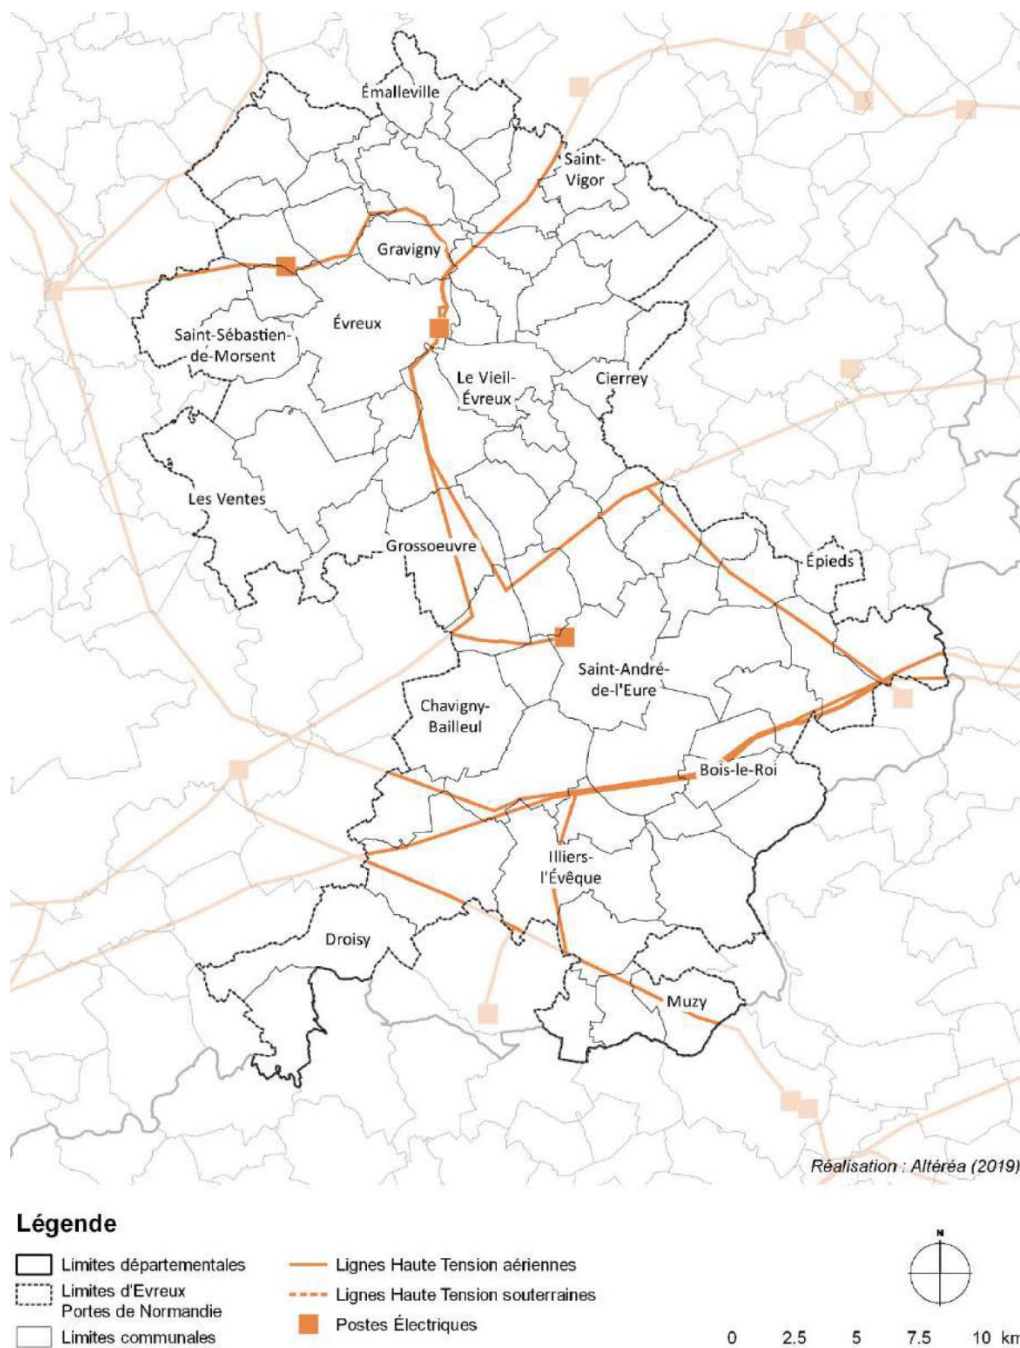 Émalleville
Saint-
Vigor
Gravigny
Évreux
Saint-Sébastien-
de-Morsent
Le Vieil-
Évreux
Cierrey
Les Ventes
Grossoeuvre
Épieds
Saint-André-
de-l'Eure
Chavigny-
Bailleul
Bois-le-Roi
Illiers-
l'Évêque
Droisy
Muzy
Réalisation : Altéréa (2019)
Légende
Limites départementales
Limites d'Evreux
Portes de Normandie
Limites communales
Lignes Haute Tension aériennes
Lignes Haute Tension souterraines
Postes Électriques
N
0 2.5 5 7.5 10 km